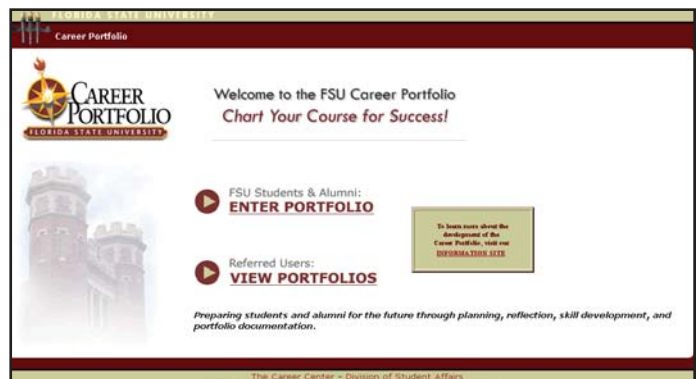 FLORIDA STATE UNIVERSITY
Career Portfolio
CAREER
PORTFOLIO
FLORIDA STATE UNIVERSITY
Welcome to the FSU Career Portfolio
Chart Your Course for Success!
FSU Students & Alumni:
ENTER PORTFOLIO
To learn more about the
development of the
Career Portfolio, visit our
INFORMATION SITE
Referred Users:
VIEW PORTFOLIOS
Preparing students and alumni for the future through planning, reflection, skill development, and
portfolio documentation.
The Career Center - Division of Student Affairs